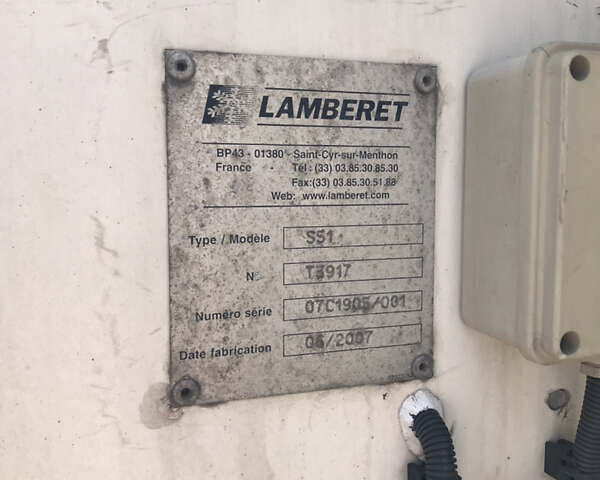 LAMBERET
BP43 - 01380 - Saint-Cyr-sur-Menthon
France - Tél : (33) 03.85.30.85.30
Fax:(33) 03.85.30.51.88
Web: www.lamberet.com
Type / Modèle SS1
N° T3917
Numéro série 07C1905/001
Date fabrication 06/2007